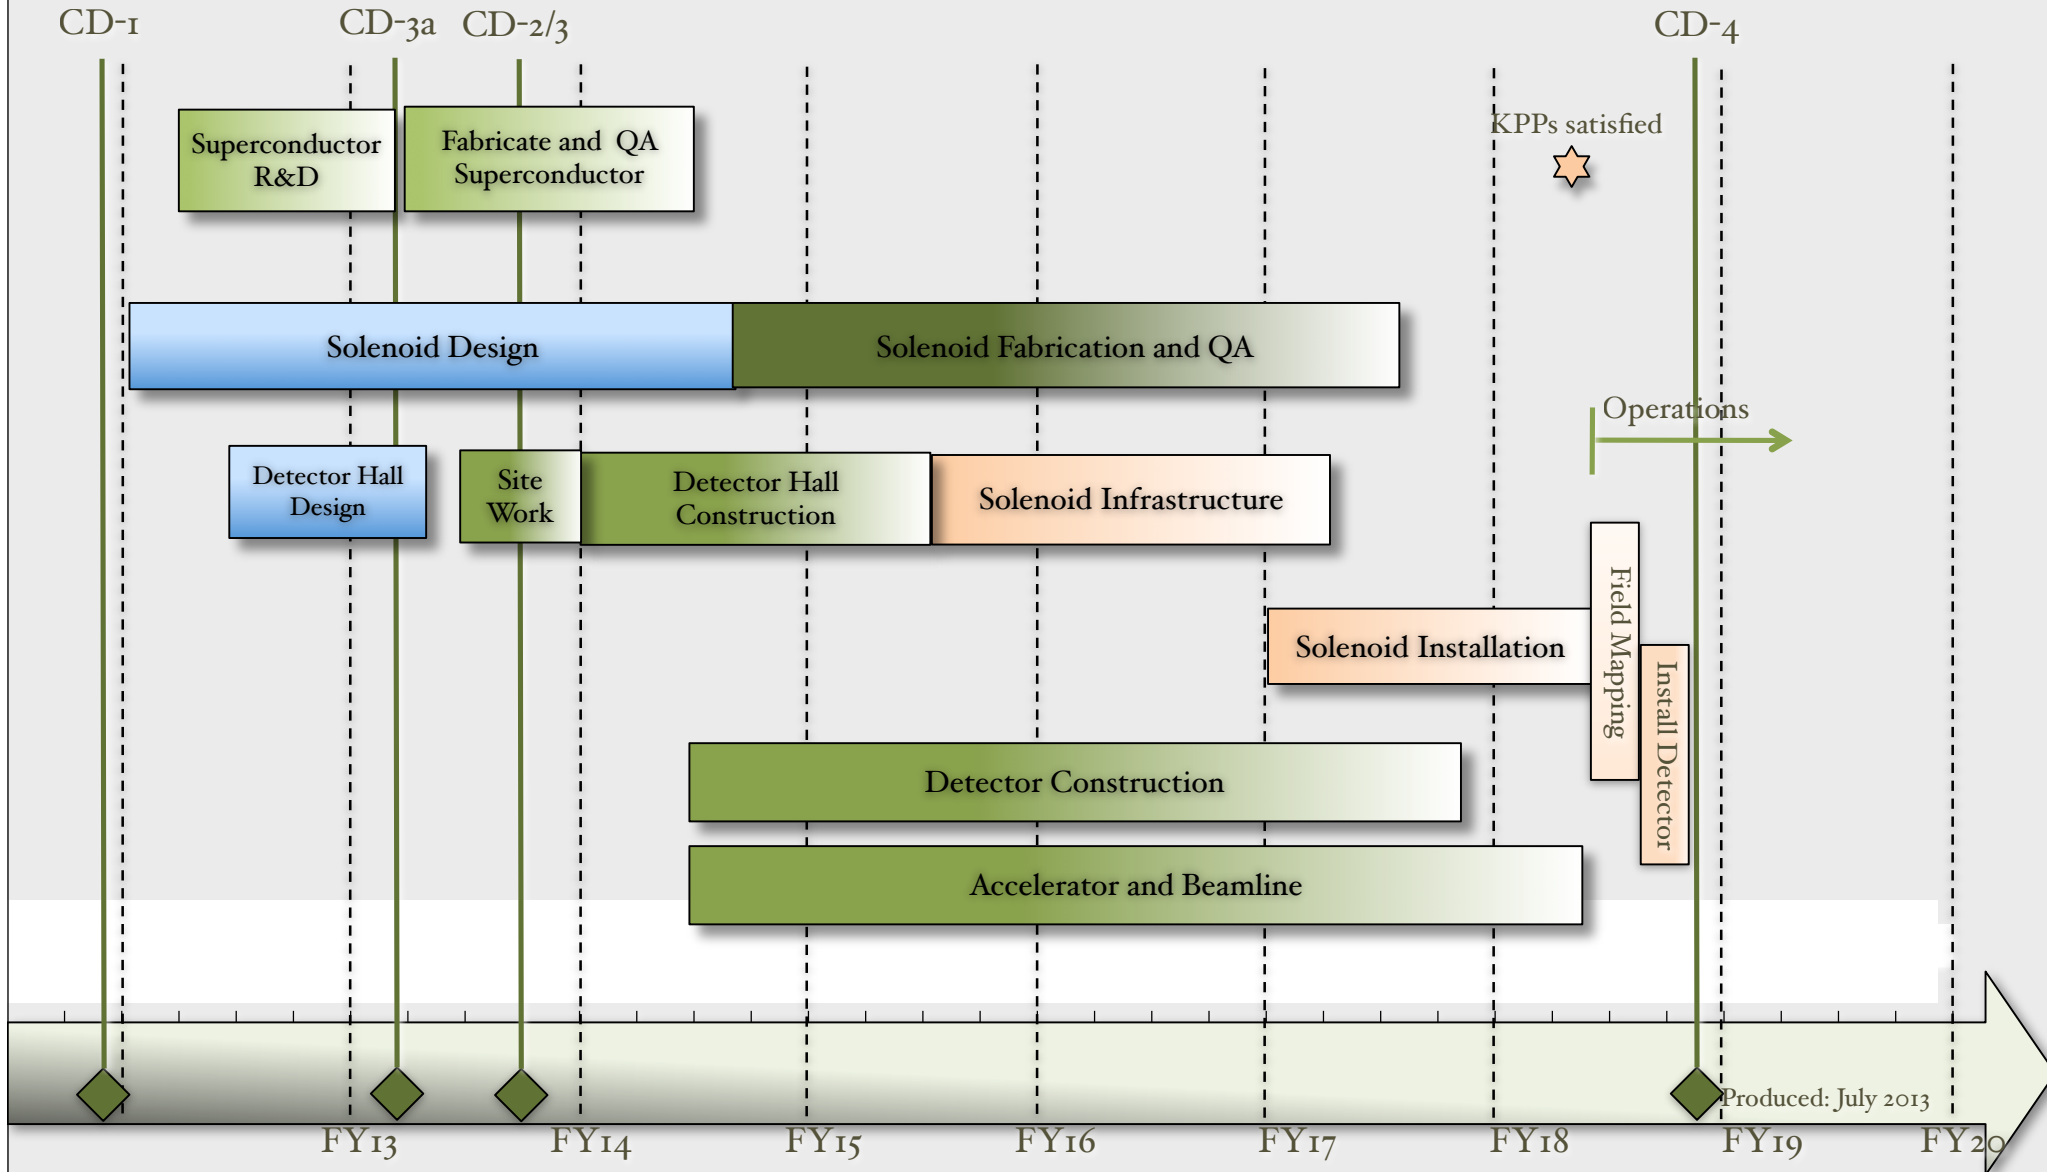 CD-1
CD-3a
CD-2/3
CD-4
KPPs satisfied
Superconductor
R&D
Fabricate and QA
Superconductor
Solenoid Design
Solenoid Fabrication and QA
Operations
Detector Hall
Design
Site
Work
Detector Hall
Construction
Solenoid Infrastructure
Field Mapping
Solenoid Installation
Install Detector
Detector Construction
Accelerator and Beamline
Produced: July 2013
FY13
FY14
FY15
FY16
FY17
FY18
FY19
FY20